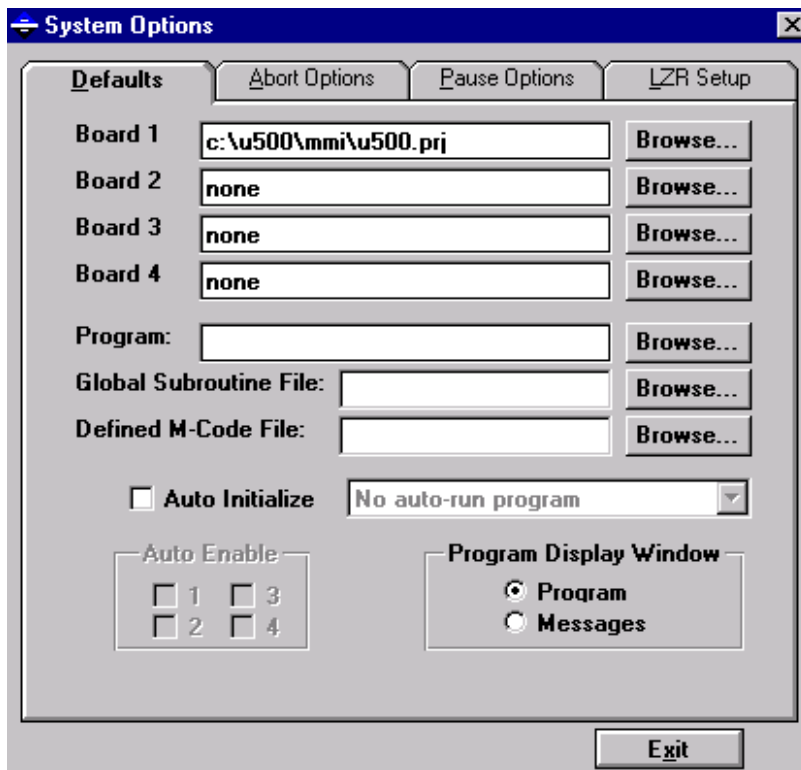 System Options
Defaults Abort Options Pause Options LZR Setup
Board 1 c:\u500\mmi\u500.prj Browse...
Board 2 none Browse...
Board 3 none Browse...
Board 4 none Browse...
Program: Browse...
Global Subroutine File: Browse...
Defined M-Code File: Browse...
Auto Initialize No auto-run program
Auto Enable Program Display Window
1 3 Program
2 4 Messages
Exit